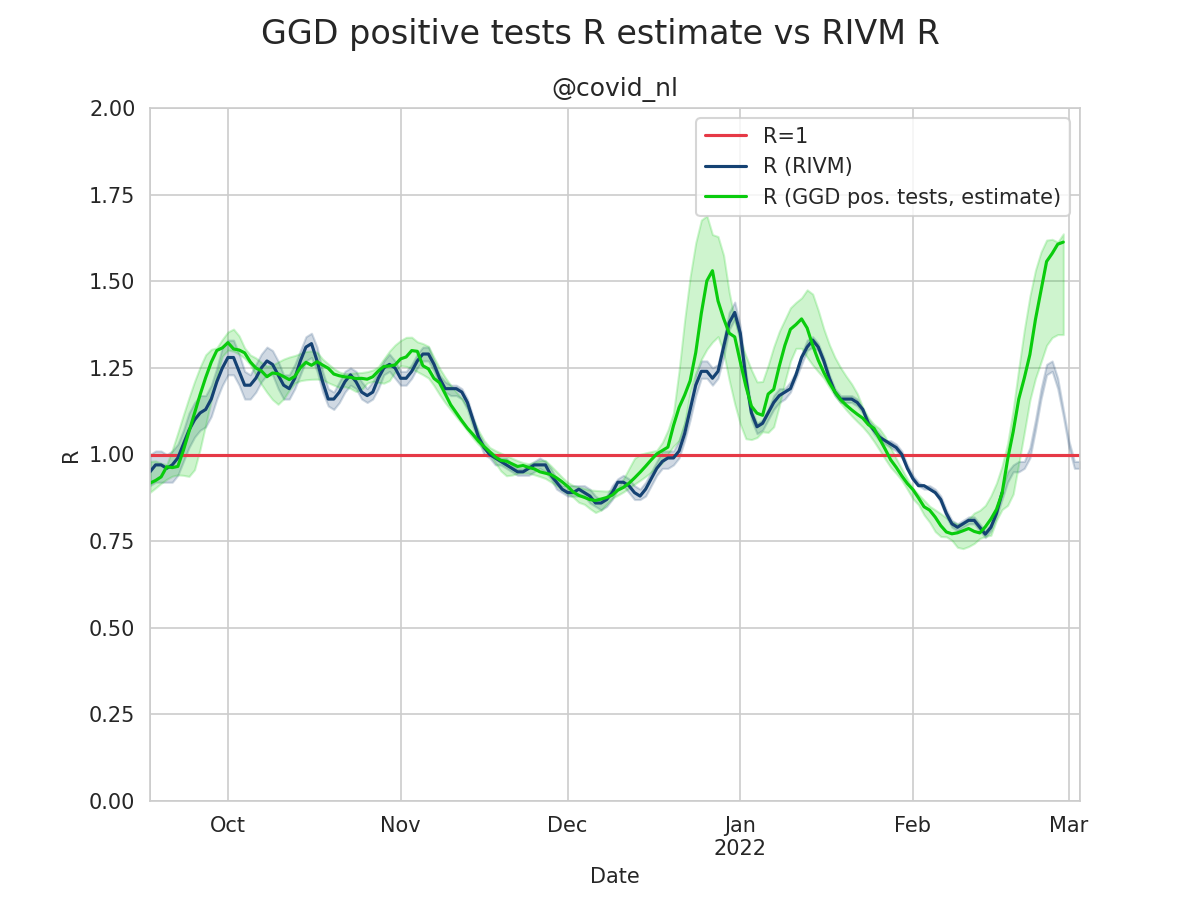 GGD positive tests R estimate vs RIVM R
@covid_nl
2.00
1.75
1.50
1.25
1.00
0.75
0.50
0.25
0.00
R
R=1
R (RIVM)
R (GGD pos. tests, estimate)
Oct
Nov
Dec
Jan
2022
Feb
Mar
Date